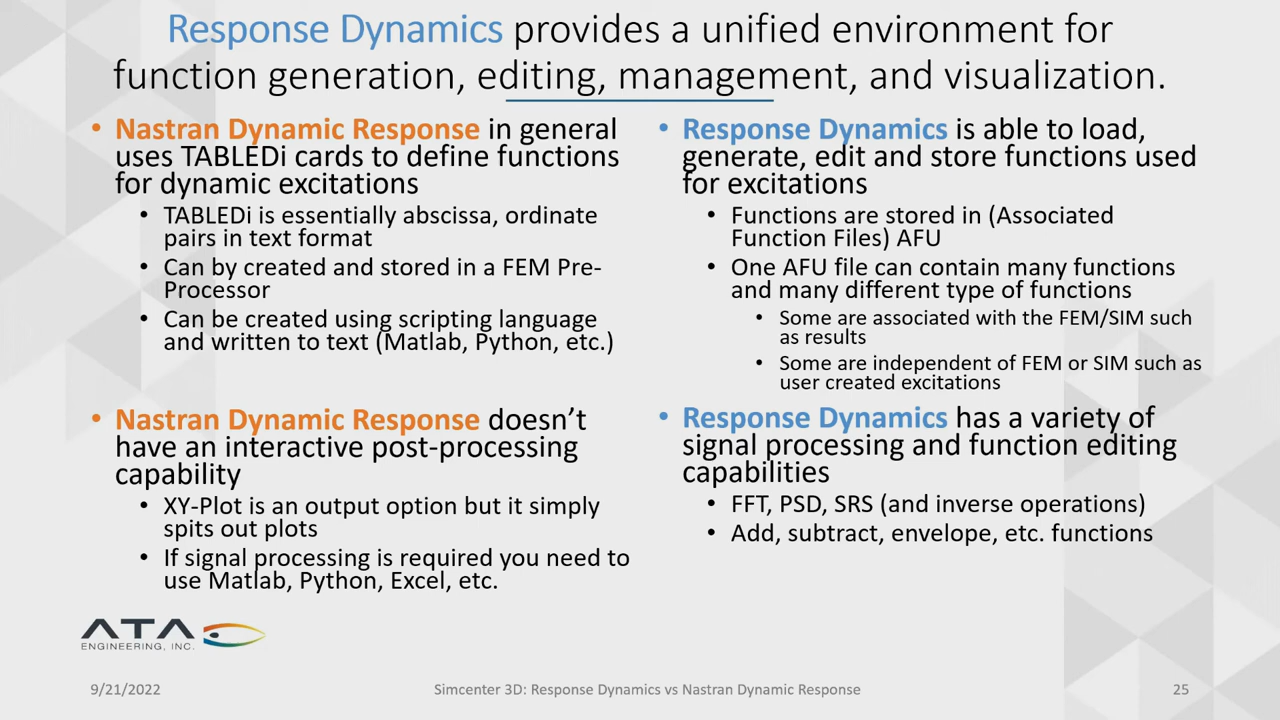 Response Dynamics provides a unified environment for
function generation, editing, management, and visualization.
• Nastran Dynamic Response in general
uses TABLEDi cards to define functions
for dynamic excitations
• TABLEDi is essentially abscissa, ordinate
pairs in text format
• Can by created and stored in a FEM Pre-
Processor
• Can be created using scripting language
and written to text (Matlab, Python, etc.)
• Nastran Dynamic Response doesn’t
have an interactive post-processing
capability
• XY-Plot is an output option but it simply
spits out plots
• If signal processing is required you need to
use Matlab, Python, Excel, etc.
• Response Dynamics is able to load,
generate, edit and store functions used
for excitations
• Functions are stored in (Associated
Function Files) AFU
• One AFU file can contain many functions
and many different type of functions
• Some are associated with the FEM/SIM such
as results
• Some are independent of FEM or SIM such as
user created excitations
• Response Dynamics has a variety of
signal processing and function editing
capabilities
• FFT, PSD, SRS (and inverse operations)
• Add, subtract, envelope, etc. functions
ATA
ENGINEERING, INC.
9/21/2022
Simcenter 3D: Response Dynamics vs Nastran Dynamic Response
25